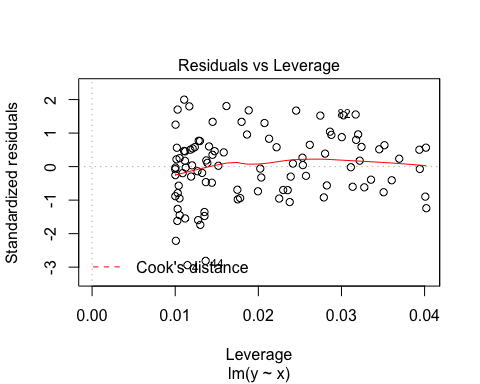 Residuals vs Leverage
Standardized residuals
2
1
0
-1
-2
-3
Cook's distance
44
0.00 0.01 0.02 0.03 0.04
Leverage
lm(y ~ x)